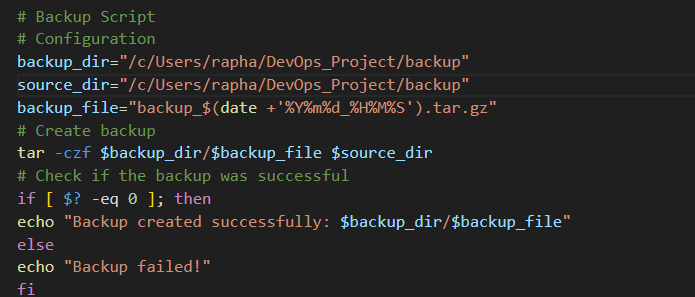 # Backup Script
# Configuration
backup_dir="/c/Users/rapha/DevOps_Project/backup"
source_dir="/c/Users/rapha/DevOps_Project/backup"
backup_file="backup_$(date +'%Y%m%d_%H%M%S').tar.gz"
# Create backup
tar -czf $backup_dir/$backup_file $source_dir
# Check if the backup was successful
if [ $? -eq 0 ]; then
echo "Backup created successfully: $backup_dir/$backup_file"
else
echo "Backup failed!"
fi